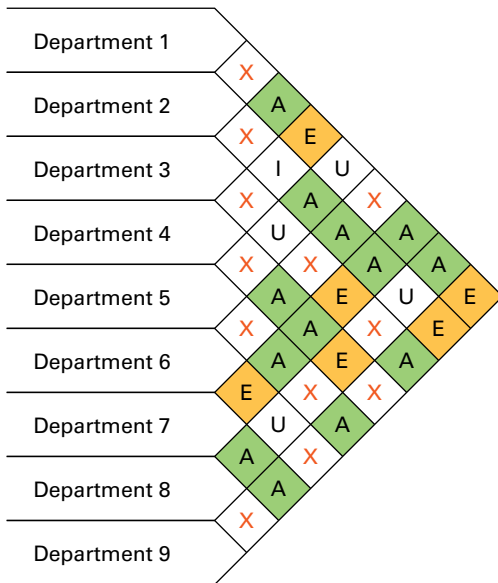 Department 1
X
Department 2 A
X E
Department 3 I U
X A X
Department 4 U A A
X X A A
Department 5 A E U E
X A X E
Department 6 A E A
E X X
Department 7 U A
A X
Department 8 A
X
Department 9